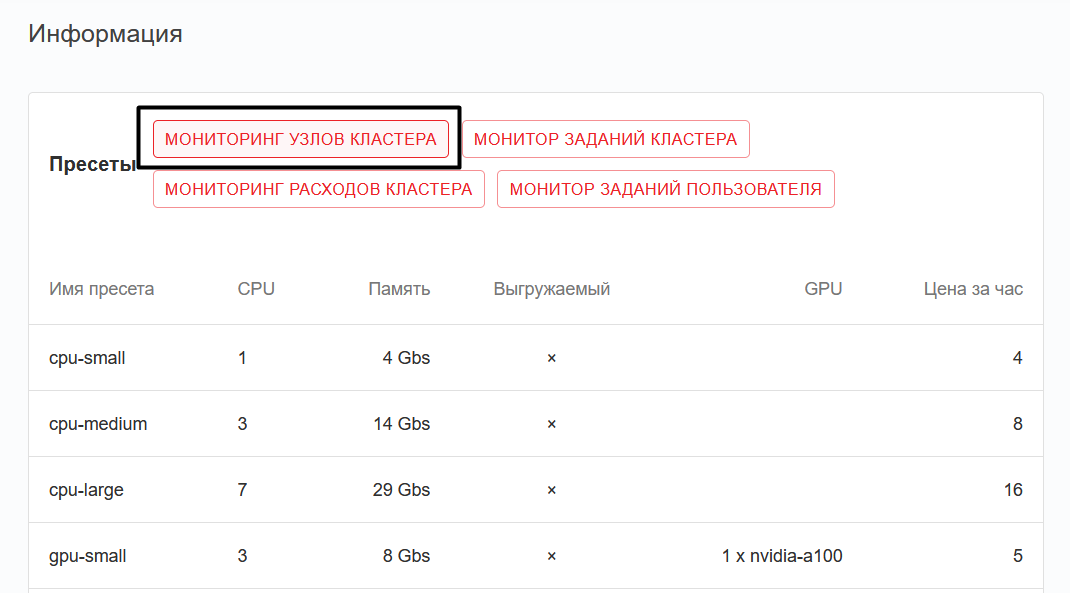 Информация
МОНИТОРИНГ УЗЛОВ КЛАСТЕРА МОНИТОР ЗАДАНИЙ КЛАСТЕРА
Пресеты
МОНИТОРИНГ РАСХОДОВ КЛАСТЕРА МОНИТОР ЗАДАНИЙ ПОЛЬЗОВАТЕЛЯ
Имя пресета CPU Память Выгружаемый GPU Цена за час
cpu-small 1 4 Gbs × 4
cpu-medium 3 14 Gbs × 8
cpu-large 7 29 Gbs × 16
gpu-small 3 8 Gbs × 1 x nvidia-a100 5